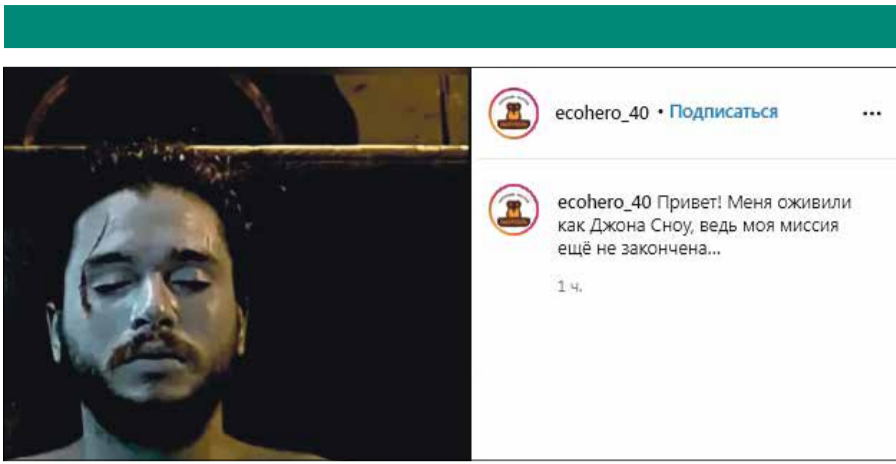 ecohero_40 • Подписаться
ecohero_40 Привет! Меня оживили
как Джона Сноу, ведь моя миссия
ещё не закончена...
1 ч.